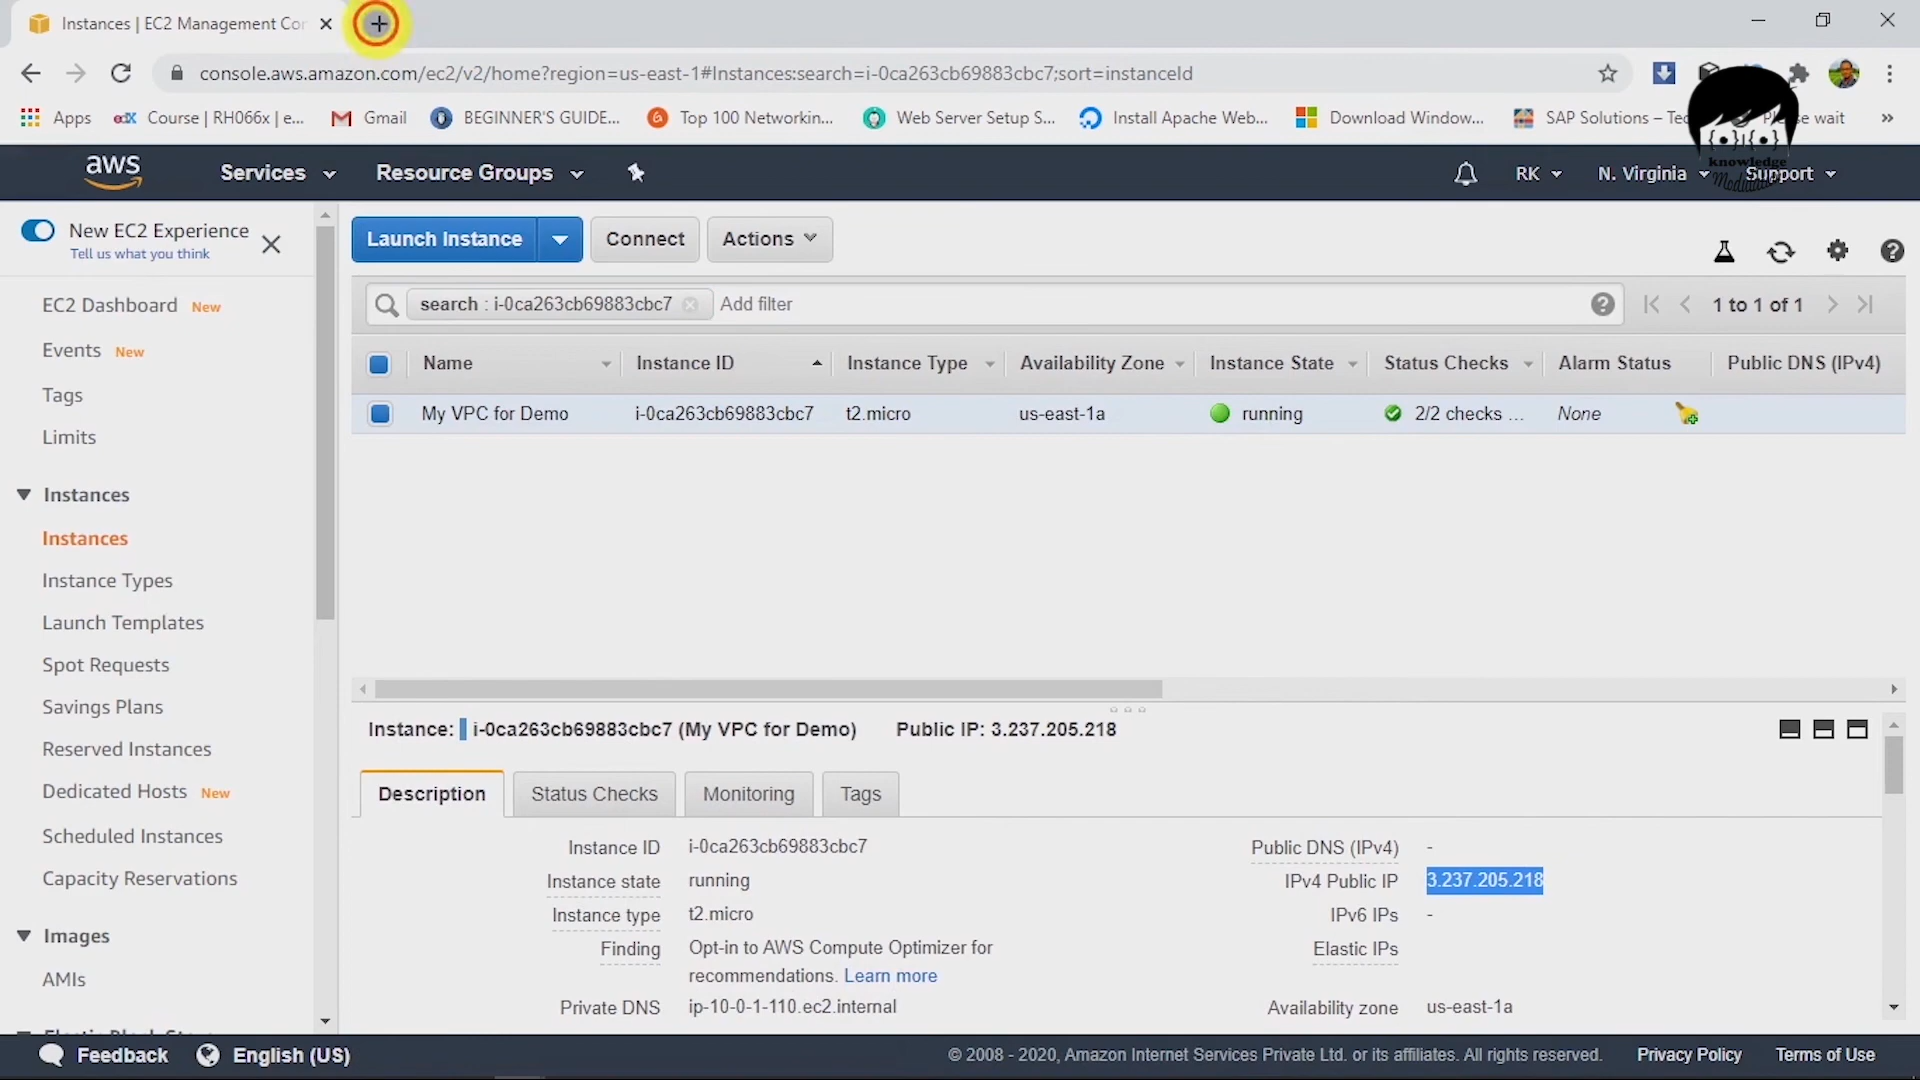 Instances | EC2 Management Con
console.aws.amazon.com/ec2/v2/home?region=us-east-1#Instances:search=i-0ca263cb69883cbc7;sort=instanceId
Apps
edX Course | RH066x | e...
Gmail
BEGINNER'S GUIDE...
Top 100 Networkin...
Web Server Setup S...
Install Apache Web...
Download Window...
SAP Solutions – Tec
wait
»
knowledge
aws
Services
Resource Groups
RK
N. Virginia
Support
New EC2 Experience
Tell us what you think
EC2 Dashboard New
Events New
Tags
Limits
Instances
Instances
Instance Types
Launch Templates
Spot Requests
Savings Plans
Reserved Instances
Dedicated Hosts New
Scheduled Instances
Capacity Reservations
Images
AMIs
Launch Instance
Connect
Actions
search : i-0ca263cb69883cbc7
Add filter
1 to 1 of 1
Name Instance ID Instance Type Availability Zone Instance State Status Checks Alarm Status Public DNS (IPv4)
My VPC for Demo i-0ca263cb69883cbc7 t2.micro us-east-1a running 2/2 checks ... None
Instance: i-0ca263cb69883cbc7 (My VPC for Demo) Public IP: 3.237.205.218
Description Status Checks Monitoring Tags
Instance ID i-0ca263cb69883cbc7 Public DNS (IPv4) -
Instance state running IPv4 Public IP 3.237.205.218
Instance type t2.micro IPv6 IPs -
Finding Opt-in to AWS Compute Optimizer for Elastic IPs
recommendations. Learn more
Private DNS ip-10-0-1-110.ec2.internal Availability zone us-east-1a
Feedback
English (US)
© 2008 - 2020, Amazon Internet Services Private Ltd. or its affiliates. All rights reserved.
Privacy Policy
Terms of Use